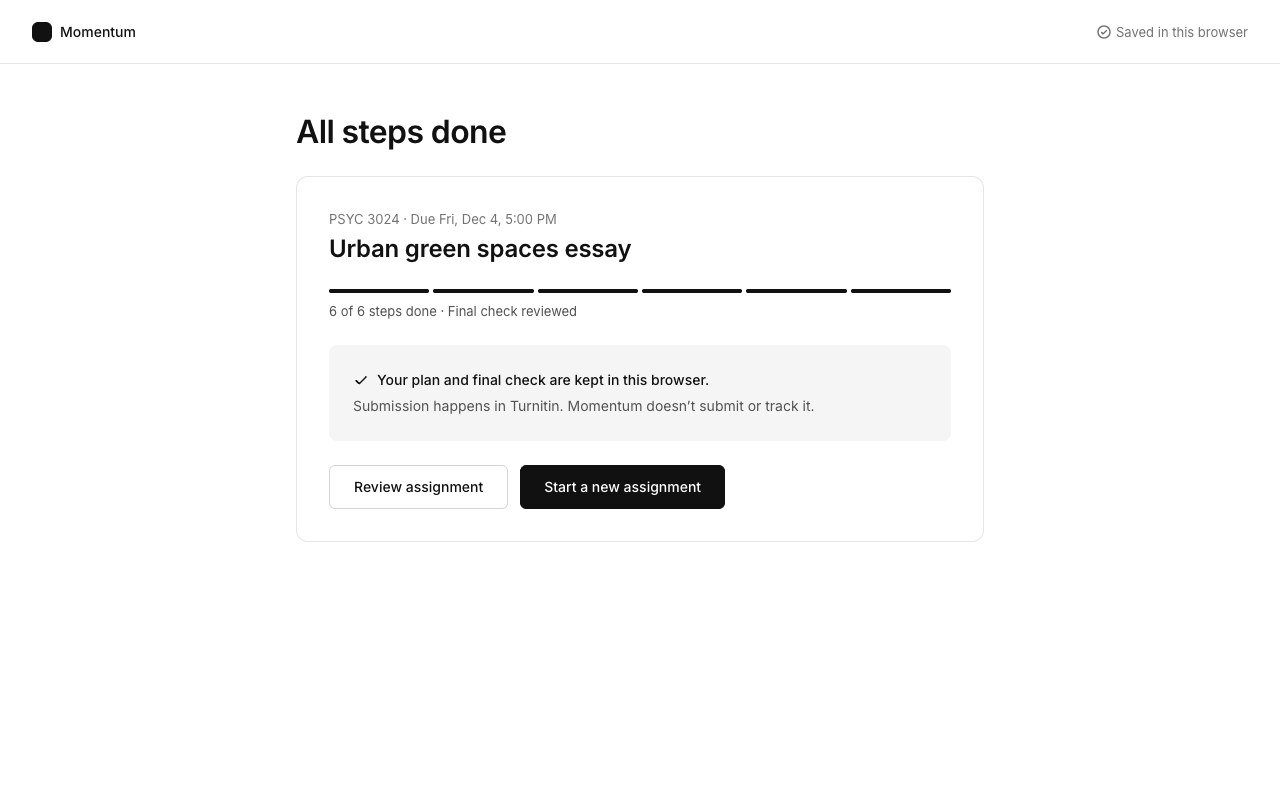 Momentum
Saved in this browser
All steps done
PSYC 3024 · Due Fri, Dec 4, 5:00 PM
Urban green spaces essay
6 of 6 steps done · Final check reviewed
Your plan and final check are kept in this browser.
Submission happens in Turnitin. Momentum doesn’t submit or track it.
Review assignment
Start a new assignment